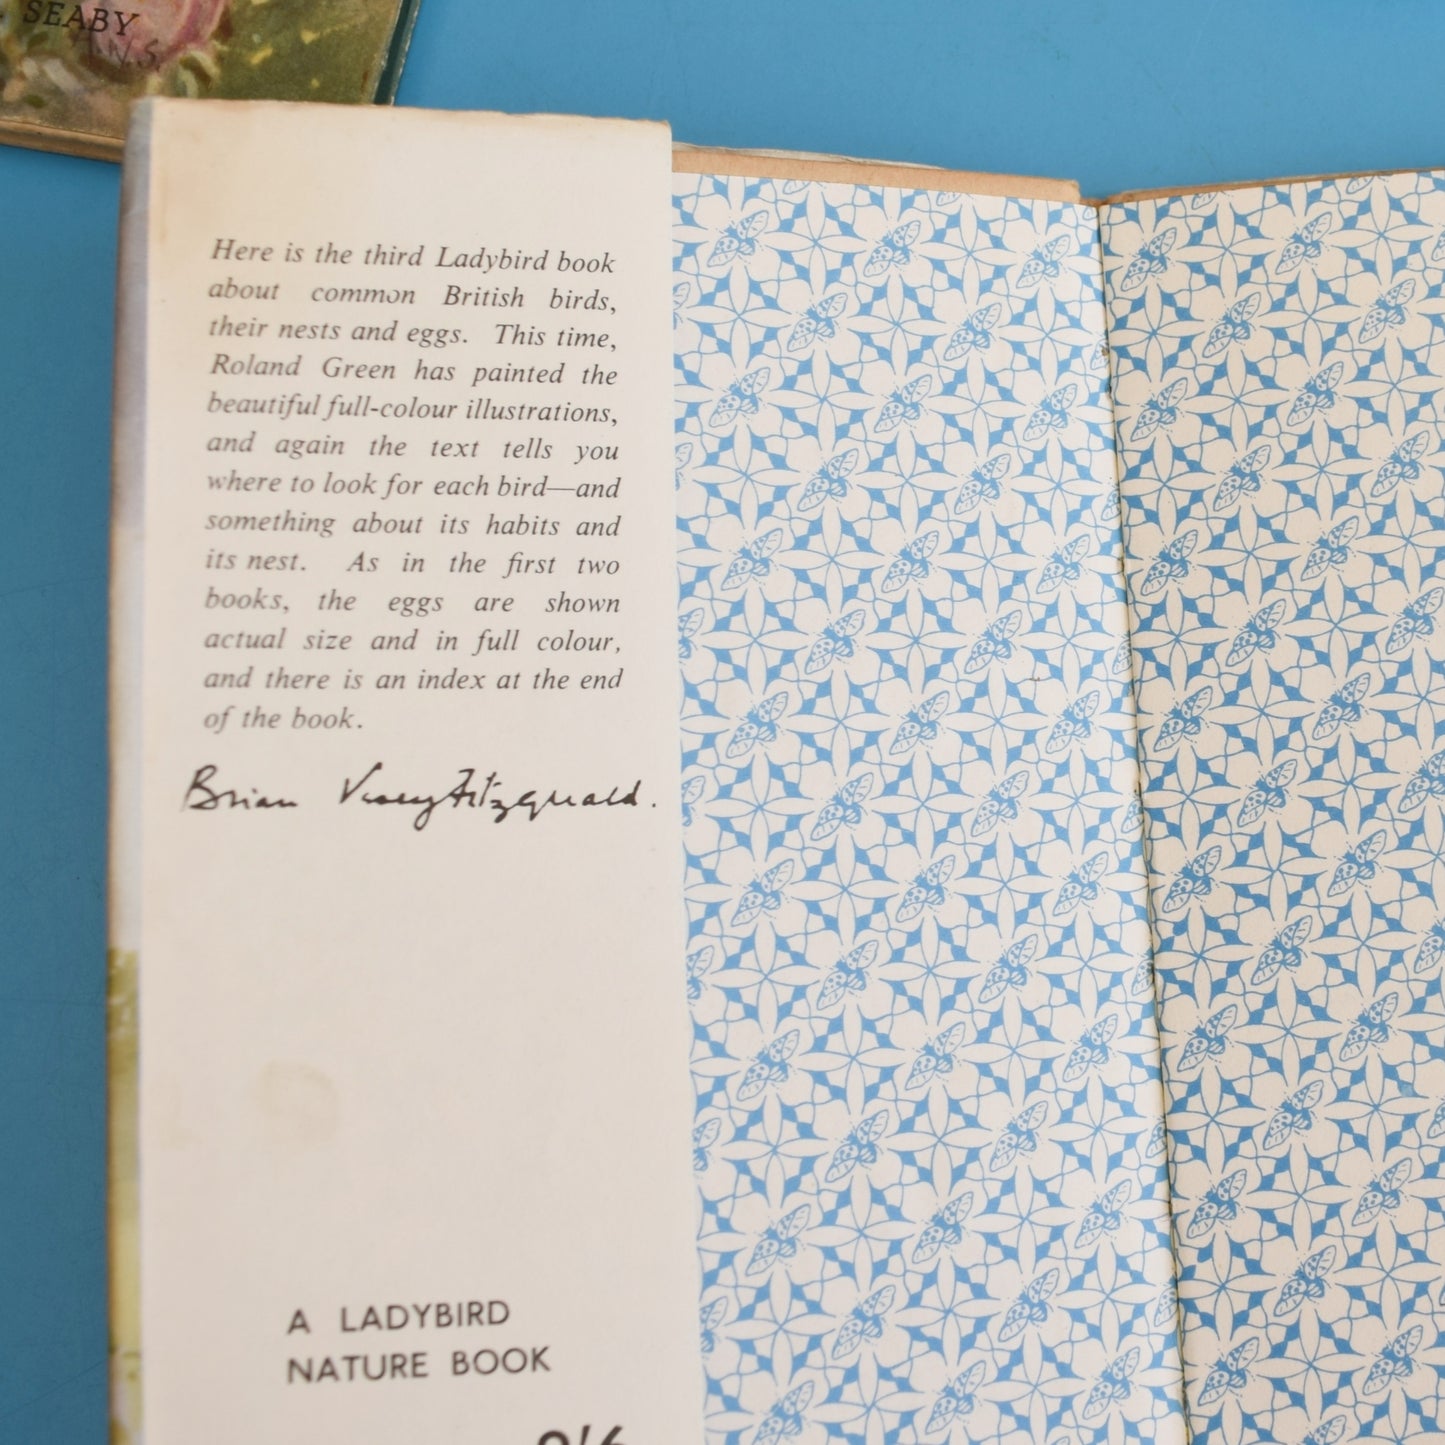 SEABY
A.W.S.
Here is the third Ladybird book
about common British birds,
their nests and eggs. This time,
Roland Green has painted the
beautiful full-colour illustrations,
and again the text tells you
where to look for each bird—and
something about its habits and
its nest. As in the first two
books, the eggs are shown
actual size and in full colour,
and there is an index at the end
of the book.
Brian Vesey Fitzgerald.
A LADYBIRD
NATURE BOOK